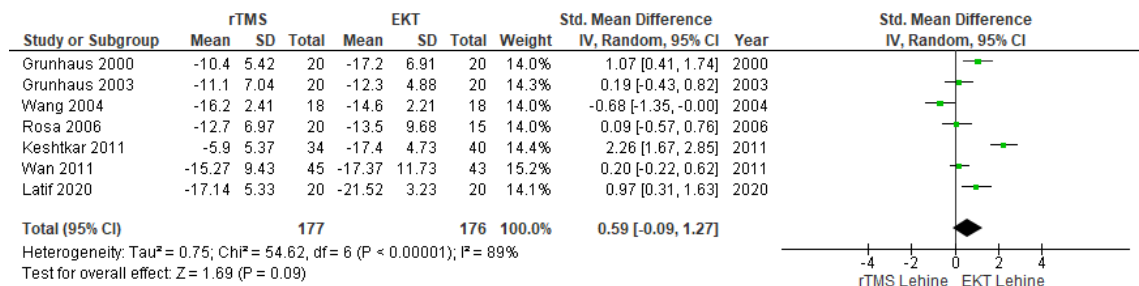 rTMS EKT Std. Mean Difference Std. Mean Difference
Study or Subgroup Mean SD Total Mean SD Total Weight IV, Random, 95% CI Year IV, Random, 95% CI
Grunhaus 2000 -10.4 5.42 20 -17.2 6.91 20 14.0% 1.07 [0.41, 1.74] 2000
Grunhaus 2003 -11.1 7.04 20 -12.3 4.88 20 14.3% 0.19 [-0.43, 0.82] 2003
Wang 2004 -16.2 2.41 18 -14.6 2.21 18 14.0% -0.68 [-1.35, -0.00] 2004
Rosa 2006 -12.7 6.97 20 -13.5 9.68 15 14.0% 0.09 [-0.57, 0.76] 2006
Keshtkar 2011 -5.9 5.37 34 -17.4 4.73 40 14.4% 2.26 [1.67, 2.85] 2011
Wan 2011 -15.27 9.43 45 -17.37 11.73 43 15.2% 0.20 [-0.22, 0.62] 2011
Latif 2020 -17.14 5.33 20 -21.52 3.23 20 14.1% 0.97 [0.31, 1.63] 2020
Total (95% CI) 177 176 100.0% 0.59 [-0.09, 1.27]
Heterogeneity: Tau² = 0.75; Chi² = 54.62, df = 6 (P < 0.00001); I² = 89%
Test for overall effect: Z = 1.69 (P = 0.09)
-4 -2 0 2 4
rTMS Lehine EKT Lehine